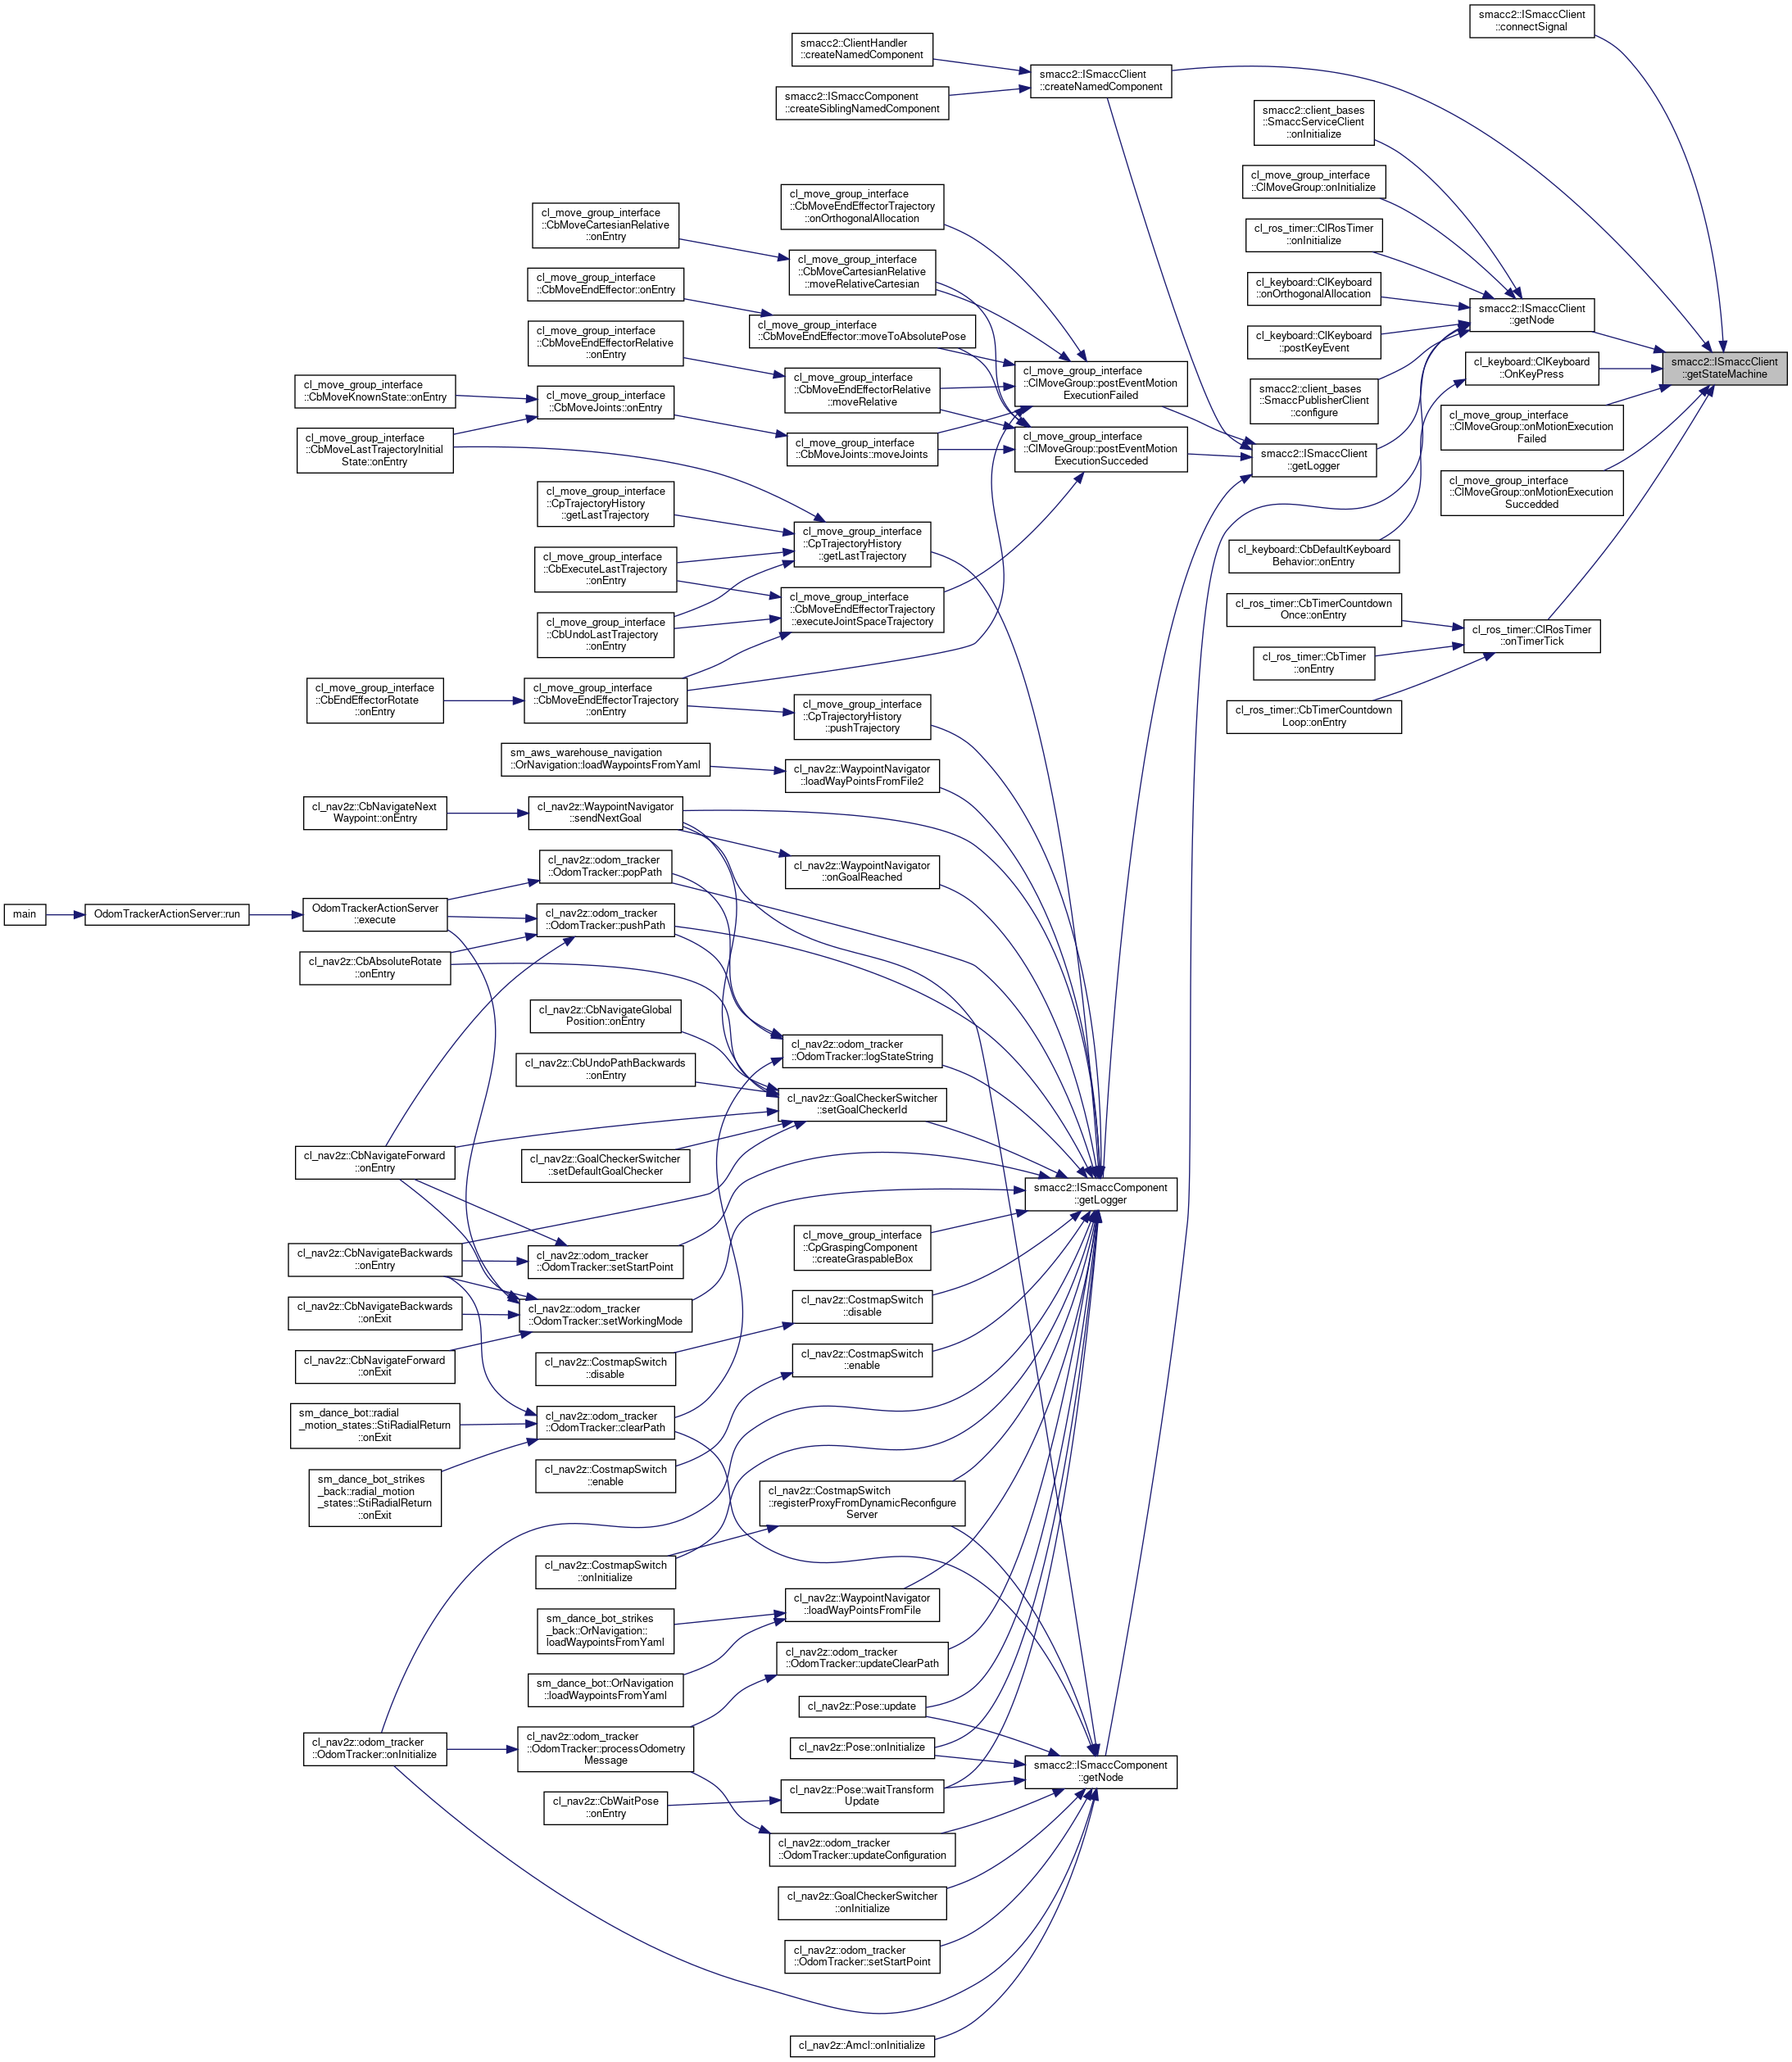 smacc2::ISmaccClient
::connectSignal
smacc2::ClientHandler
::createNamedComponent
smacc2::ISmaccClient
::createNamedComponent
smacc2::ISmaccComponent
::createSiblingNamedComponent
smacc2::client_bases
::SmaccServiceClient
::onInitialize
cl_move_group_interface
::ClMoveGroup::onInitialize
cl_move_group_interface
::CbMoveEndEffectorTrajectory
::onOrthogonalAllocation
cl_move_group_interface
::CbMoveCartesianRelative
::onEntry
cl_ros_timer::ClRosTimer
::onInitialize
cl_move_group_interface
::CbMoveCartesianRelative
::moveRelativeCartesian
cl_move_group_interface
::CbMoveEndEffector::onEntry
cl_keyboard::ClKeyboard
::onOrthogonalAllocation
smacc2::ISmaccClient
::getNode
cl_move_group_interface
::CbMoveEndEffector::moveToAbsolutePose
cl_move_group_interface
::CbMoveEndEffectorRelative
::onEntry
cl_keyboard::ClKeyboard
::postKeyEvent
cl_keyboard::ClKeyboard
::OnKeyPress
smacc2::ISmaccClient
::getStateMachine
cl_move_group_interface
::ClMoveGroup::postEventMotion
ExecutionFailed
cl_move_group_interface
::CbMoveEndEffectorRelative
::moveRelative
cl_move_group_interface
::CbMoveKnownState::onEntry
cl_move_group_interface
::CbMoveJoints::onEntry
smacc2::client_bases
::SmaccPublisherClient
::configure
cl_move_group_interface
::ClMoveGroup::onMotionExecution
Failed
cl_move_group_interface
::CbMoveLastTrajectoryInitial
State::onEntry
cl_move_group_interface
::CbMoveJoints::moveJoints
cl_move_group_interface
::ClMoveGroup::postEventMotion
ExecutionSucceded
smacc2::ISmaccClient
::getLogger
cl_move_group_interface
::ClMoveGroup::onMotionExecution
Succedded
cl_move_group_interface
::CpTrajectoryHistory
::getLastTrajectory
cl_move_group_interface
::CpTrajectoryHistory
::getLastTrajectory
cl_keyboard::CbDefaultKeyboard
Behavior::onEntry
cl_move_group_interface
::CbExecuteLastTrajectory
::onEntry
cl_move_group_interface
::CbMoveEndEffectorTrajectory
::executeJointSpaceTrajectory
cl_ros_timer::CbTimerCountdown
Once::onEntry
cl_move_group_interface
::CbUndoLastTrajectory
::onEntry
cl_ros_timer::ClRosTimer
::onTimerTick
cl_ros_timer::CbTimer
::onEntry
cl_move_group_interface
::CbEndEffectorRotate
::onEntry
cl_move_group_interface
::CbMoveEndEffectorTrajectory
::onEntry
cl_move_group_interface
::CpTrajectoryHistory
::pushTrajectory
cl_ros_timer::CbTimerCountdown
Loop::onEntry
sm_aws_warehouse_navigation
::OrNavigation::loadWaypointsFromYaml
cl_nav2z::WaypointNavigator
::loadWayPointsFromFile2
cl_nav2z::CbNavigateNext
Waypoint::onEntry
cl_nav2z::WaypointNavigator
::sendNextGoal
cl_nav2z::odom_tracker
::OdomTracker::popPath
cl_nav2z::WaypointNavigator
::onGoalReached
main
OdomTrackerActionServer::run
OdomTrackerActionServer
::execute
cl_nav2z::odom_tracker
::OdomTracker::pushPath
cl_nav2z::CbAbsoluteRotate
::onEntry
cl_nav2z::CbNavigateGlobal
Position::onEntry
cl_nav2z::odom_tracker
::OdomTracker::logStateString
cl_nav2z::CbUndoPathBackwards
::onEntry
cl_nav2z::GoalCheckerSwitcher
::setGoalCheckerId
cl_nav2z::CbNavigateForward
::onEntry
cl_nav2z::GoalCheckerSwitcher
::setDefaultGoalChecker
smacc2::ISmaccComponent
::getLogger
cl_nav2z::CbNavigateBackwards
::onEntry
cl_nav2z::odom_tracker
::OdomTracker::setStartPoint
cl_move_group_interface
::CpGraspingComponent
::createGraspableBox
cl_nav2z::CbNavigateBackwards
::onExit
cl_nav2z::odom_tracker
::OdomTracker::setWorkingMode
cl_nav2z::CostmapSwitch
::disable
cl_nav2z::CbNavigateForward
::onExit
cl_nav2z::CostmapSwitch
::disable
cl_nav2z::CostmapSwitch
::enable
sm_dance_bot::radial
_motion_states::StiRadialReturn
::onExit
cl_nav2z::odom_tracker
::OdomTracker::clearPath
sm_dance_bot_strikes
_back::radial_motion
_states::StiRadialReturn
::onExit
cl_nav2z::CostmapSwitch
::enable
cl_nav2z::CostmapSwitch
::registerProxyFromDynamicReconfigure
Server
cl_nav2z::CostmapSwitch
::onInitialize
cl_nav2z::WaypointNavigator
::loadWayPointsFromFile
sm_dance_bot_strikes
_back::OrNavigation::
loadWaypointsFromYaml
cl_nav2z::odom_tracker
::OdomTracker::updateClearPath
sm_dance_bot::OrNavigation
::loadWaypointsFromYaml
cl_nav2z::Pose::update
cl_nav2z::odom_tracker
::OdomTracker::onInitialize
cl_nav2z::odom_tracker
::OdomTracker::processOdometry
Message
cl_nav2z::Pose::onInitialize
smacc2::ISmaccComponent
::getNode
cl_nav2z::CbWaitPose
::onEntry
cl_nav2z::Pose::waitTransform
Update
cl_nav2z::odom_tracker
::OdomTracker::updateConfiguration
cl_nav2z::GoalCheckerSwitcher
::onInitialize
cl_nav2z::odom_tracker
::OdomTracker::setStartPoint
cl_nav2z::Amcl::onInitialize